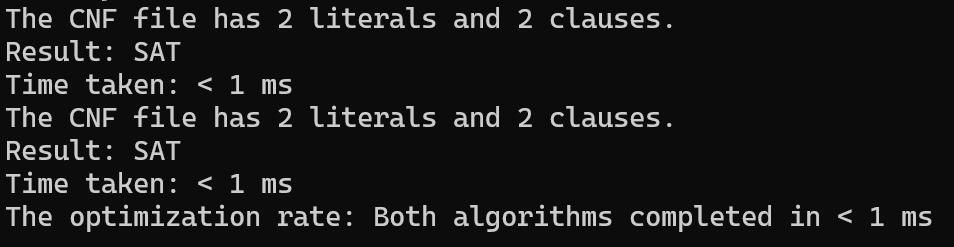 The CNF file has 2 literals and 2 clauses.
Result: SAT
Time taken: < 1 ms
The CNF file has 2 literals and 2 clauses.
Result: SAT
Time taken: < 1 ms
The optimization rate: Both algorithms completed in < 1 ms